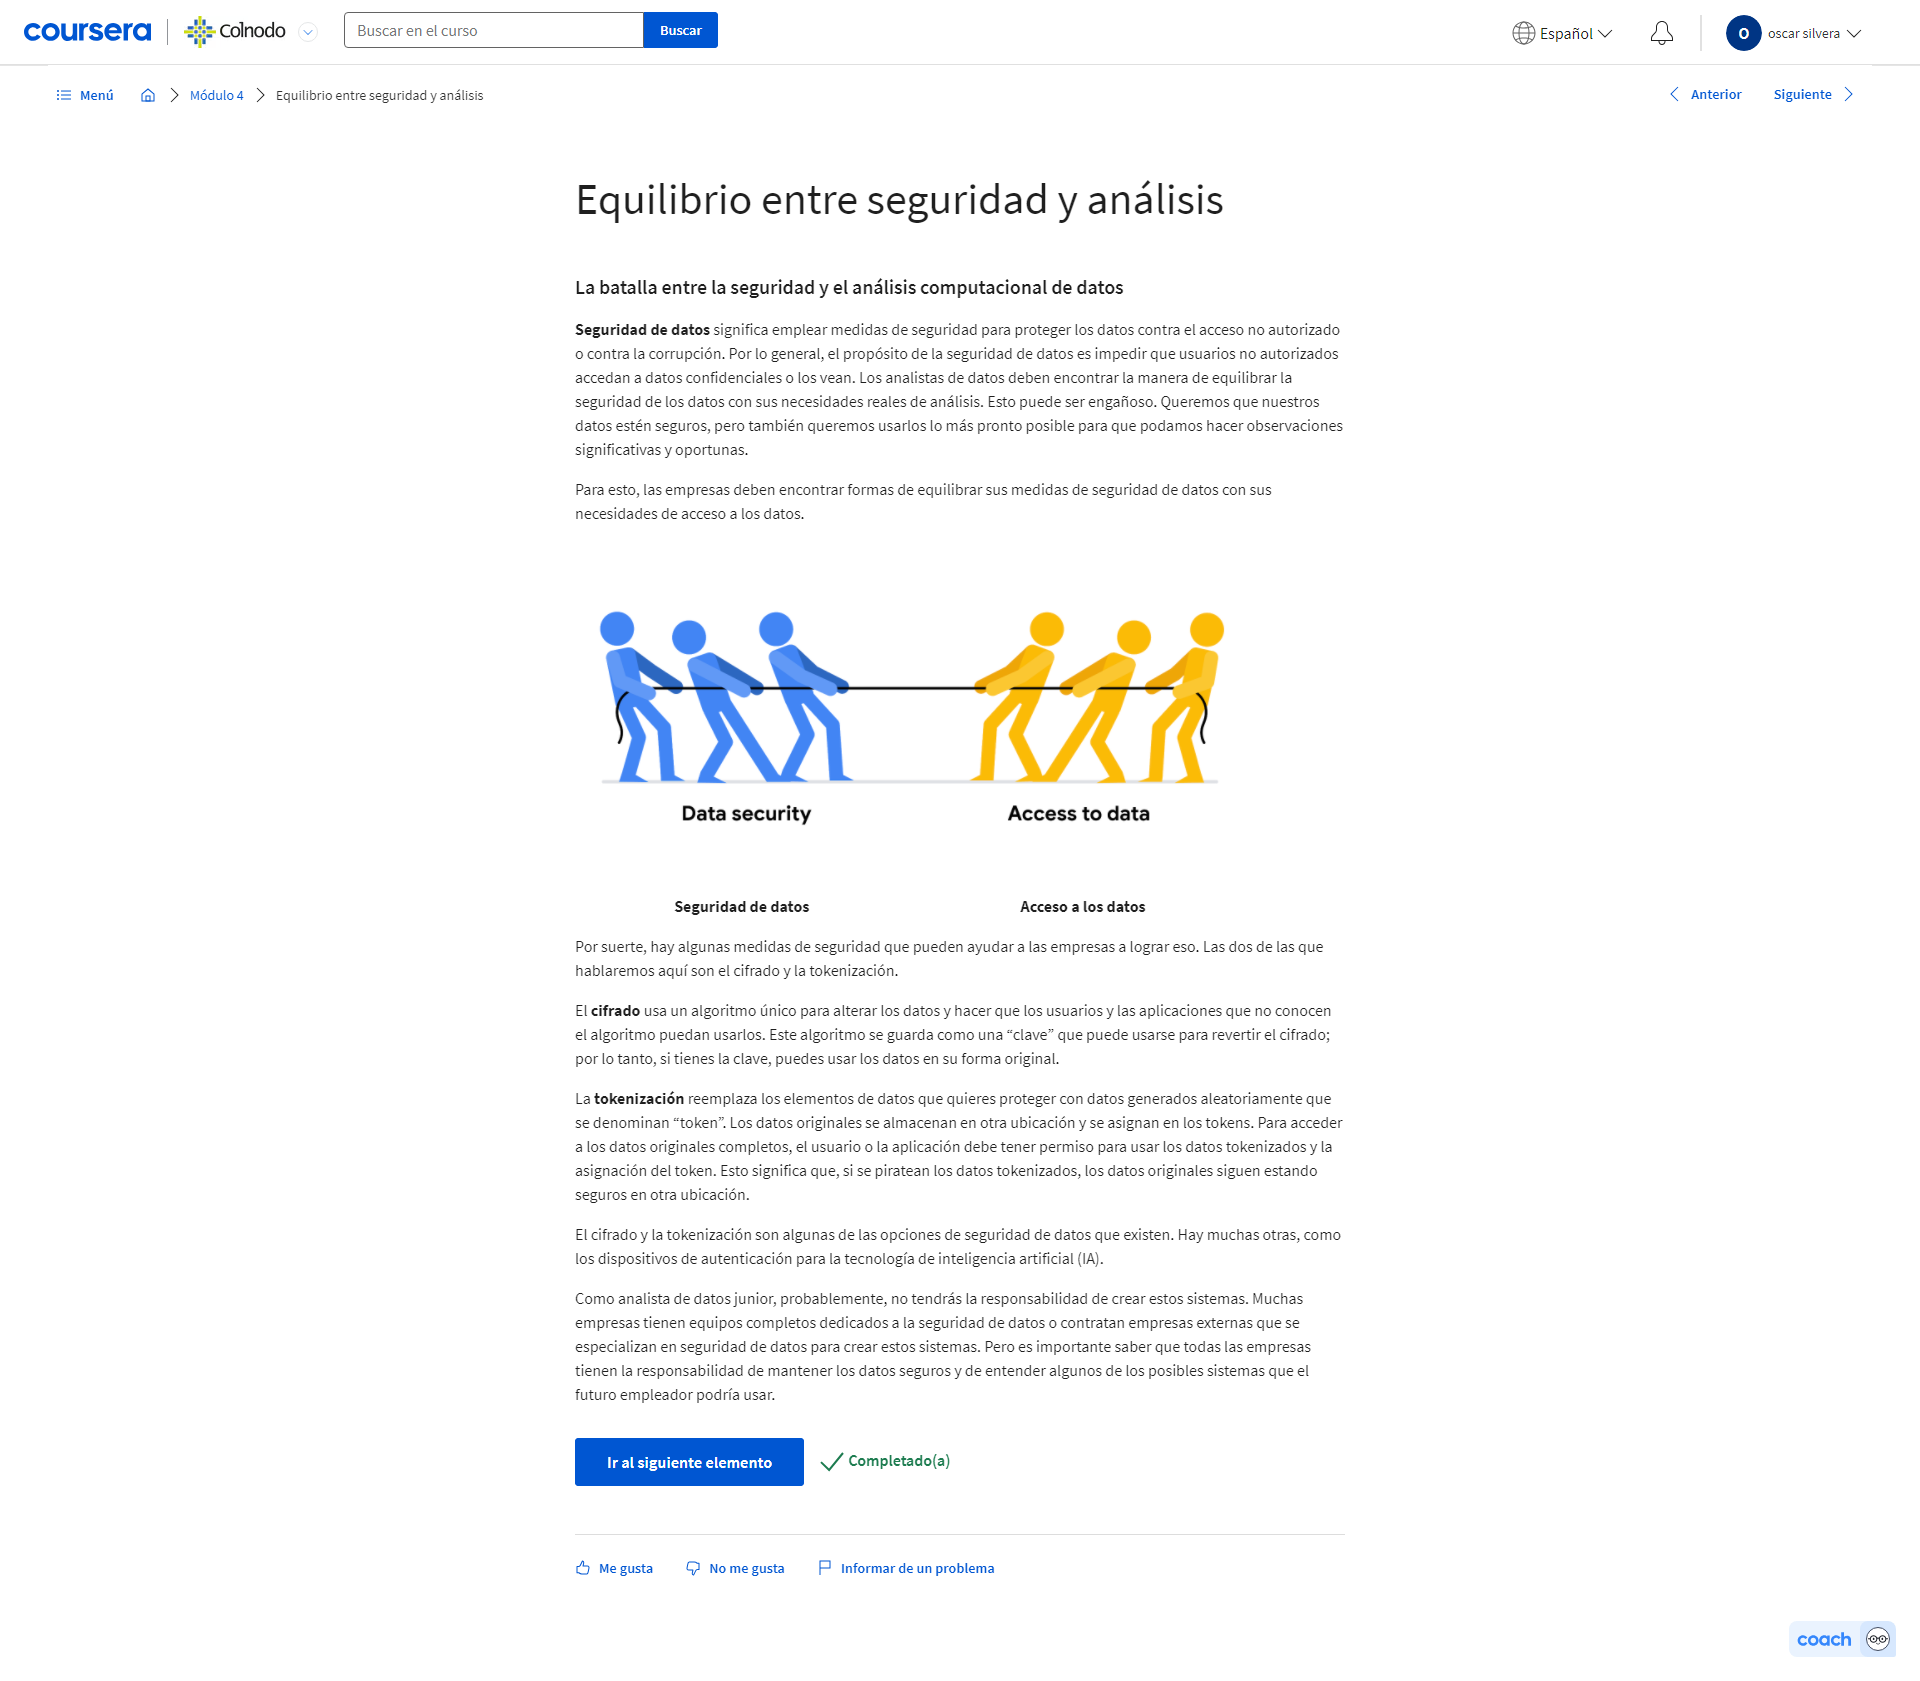 coursera
Colnodo
Buscar en el curso
Buscar
Español
O
oscar silvera
Menú
Módulo 4
Equilibrio entre seguridad y análisis
Anterior
Siguiente
Equilibrio entre seguridad y análisis
La batalla entre la seguridad y el análisis computacional de datos
Seguridad de datos significa emplear medidas de seguridad para proteger los datos contra el acceso no autorizado
o contra la corrupción. Por lo general, el propósito de la seguridad de datos es impedir que usuarios no autorizados
accedan a datos confidenciales o los vean. Los analistas de datos deben encontrar la manera de equilibrar la
seguridad de los datos con sus necesidades reales de análisis. Esto puede ser engañoso. Queremos que nuestros
datos estén seguros, pero también queremos usarlos lo más pronto posible para que podamos hacer observaciones
significativas y oportunas.
Para esto, las empresas deben encontrar formas de equilibrar sus medidas de seguridad de datos con sus
necesidades de acceso a los datos.
Data security
Access to data
Seguridad de datos
Acceso a los datos
Por suerte, hay algunas medidas de seguridad que pueden ayudar a las empresas a lograr eso. Las dos de las que
hablaremos aquí son el cifrado y la tokenización.
El cifrado usa un algoritmo único para alterar los datos y hacer que los usuarios y las aplicaciones que no conocen
el algoritmo puedan usarlos. Este algoritmo se guarda como una “clave” que puede usarse para revertir el cifrado;
por lo tanto, si tienes la clave, puedes usar los datos en su forma original.
La tokenización reemplaza los elementos de datos que quieres proteger con datos generados aleatoriamente que
se denominan “token”. Los datos originales se almacenan en otra ubicación y se asignan en los tokens. Para acceder
a los datos originales completos, el usuario o la aplicación debe tener permiso para usar los datos tokenizados y la
asignación del token. Esto significa que, si se piratean los datos tokenizados, los datos originales siguen estando
seguros en otra ubicación.
El cifrado y la tokenización son algunas de las opciones de seguridad de datos que existen. Hay muchas otras, como
los dispositivos de autenticación para la tecnología de inteligencia artificial (IA).
Como analista de datos junior, probablemente, no tendrás la responsabilidad de crear estos sistemas. Muchas
empresas tienen equipos completos dedicados a la seguridad de datos o contratan empresas externas que se
especializan en seguridad de datos para crear estos sistemas. Pero es importante saber que todas las empresas
tienen la responsabilidad de mantener los datos seguros y de entender algunos de los posibles sistemas que el
futuro empleador podría usar.
Ir al siguiente elemento
Completado(a)
Me gusta
No me gusta
Informar de un problema
coach